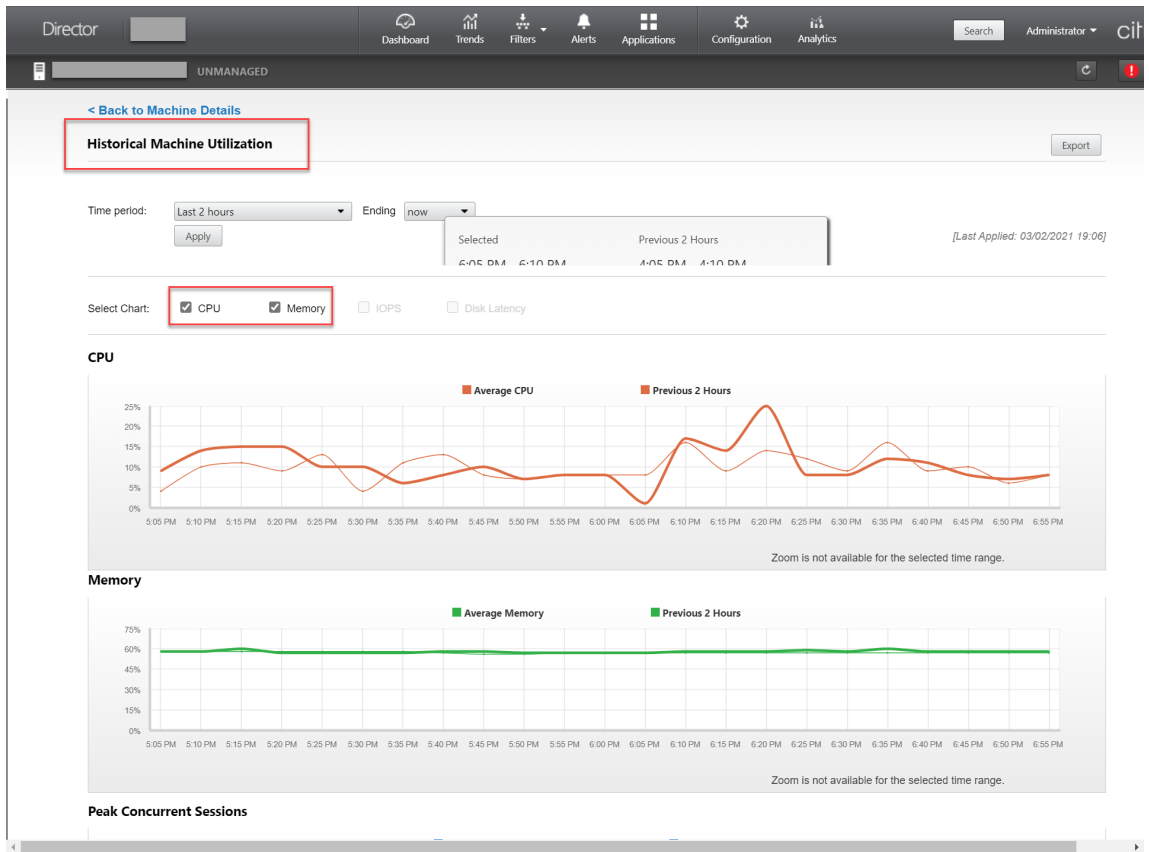 Director
Dashboard Trends Filters Alerts Applications Configuration Analytics
Search Administrator
UNMANAGED
< Back to Machine Details
Historical Machine Utilization
Export
Time period: Last 2 hours Ending now
Apply
[Last Applied: 03/02/2021 19:06]
Selected Previous 2 Hours
6:05 PM 6:10 PM 4:05 PM 4:10 PM
Select Chart: CPU Memory IOPS Disk Latency
CPU
Average CPU Previous 2 Hours
25%
20%
15%
10%
5%
0%
5:05 PM 5:10 PM 5:15 PM 5:20 PM 5:25 PM 5:30 PM 5:35 PM 5:40 PM 5:45 PM 5:50 PM 5:55 PM 6:00 PM 6:05 PM 6:10 PM 6:15 PM 6:20 PM 6:25 PM 6:30 PM 6:35 PM 6:40 PM 6:45 PM 6:50 PM 6:55 PM
Zoom is not available for the selected time range.
Memory
Average Memory Previous 2 Hours
75%
60%
45%
30%
15%
0%
5:05 PM 5:10 PM 5:15 PM 5:20 PM 5:25 PM 5:30 PM 5:35 PM 5:40 PM 5:45 PM 5:50 PM 5:55 PM 6:00 PM 6:05 PM 6:10 PM 6:15 PM 6:20 PM 6:25 PM 6:30 PM 6:35 PM 6:40 PM 6:45 PM 6:50 PM 6:55 PM
Zoom is not available for the selected time range.
Peak Concurrent Sessions